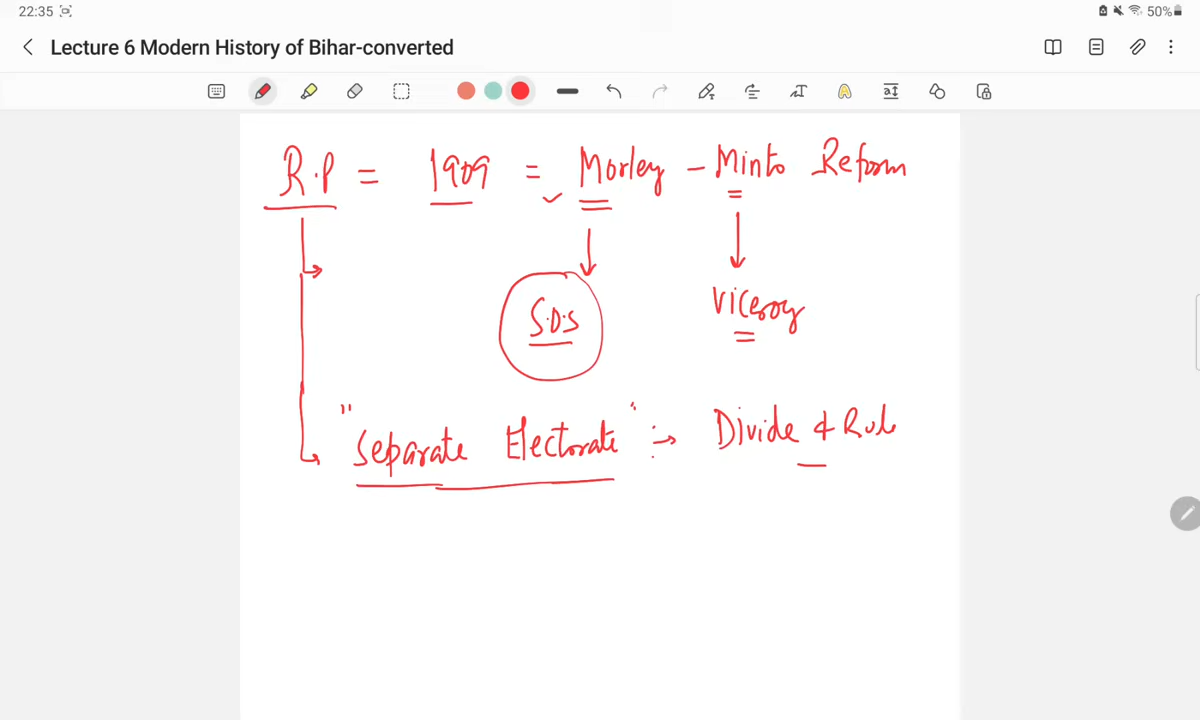 22:35 50%
Lecture 6 Modern History of Bihar-converted
R.P = 1909 = Morley - Minto Reform
S.O.S Viceroy
"Separate Electorate" :→ Divide & Rule